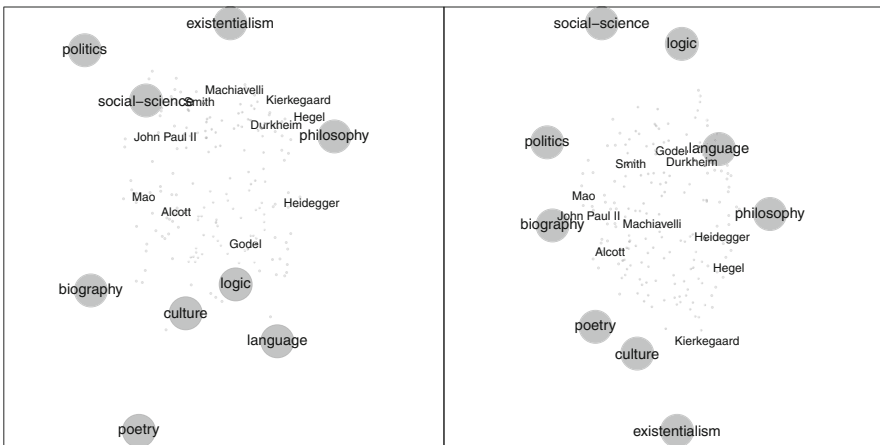 existentialism
politics
Machiavelli
social–science
Smith
Kierkegaard
Hegel
Durkheim
John Paul II
philosophy
Mao
Alcott
Heidegger
Godel
logic
biography
culture
language
poetry
social–science
logic
politics
language
Godel
Smith
Durkheim
Mao
John Paul II
philosophy
biography
Machiavelli
Heidegger
Alcott
Hegel
poetry
Kierkegaard
culture
existentialism